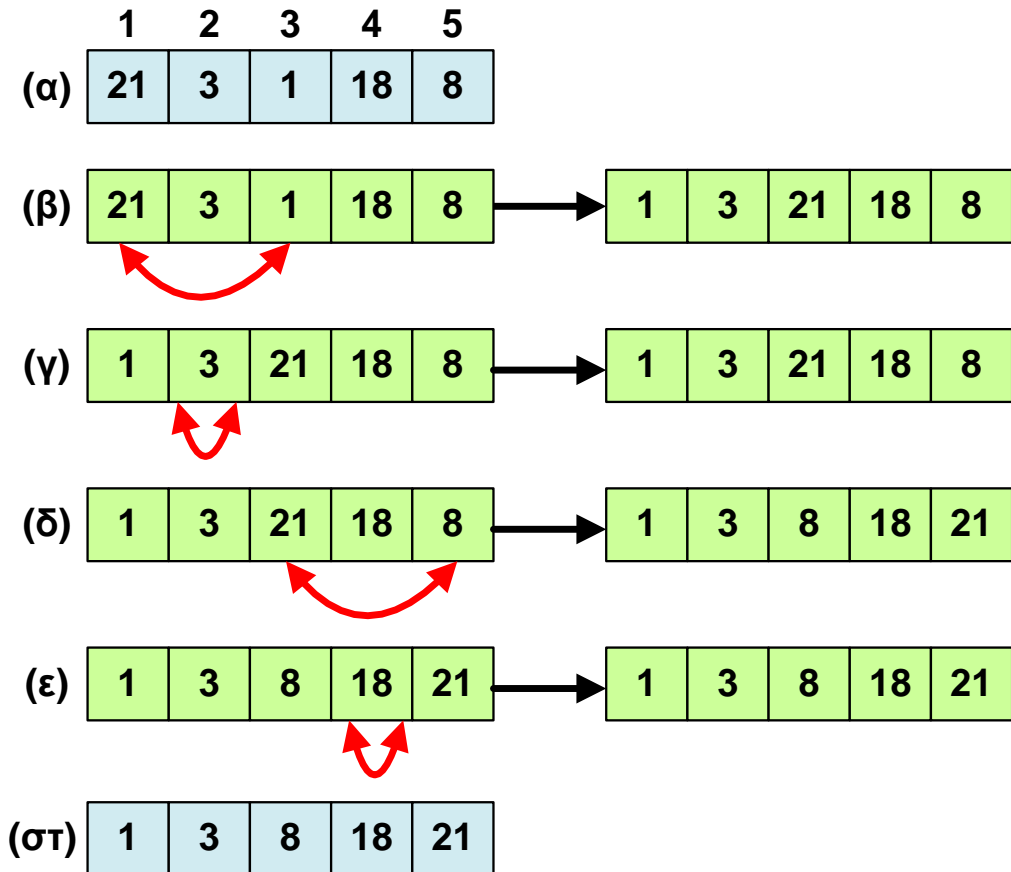 1 2 3 4 5
(α) 21 3 1 18 8
(β) 21 3 1 18 8 1 3 21 18 8
(γ) 1 3 21 18 8 1 3 21 18 8
(δ) 1 3 21 18 8 1 3 8 18 21
(ε) 1 3 8 18 21 1 3 8 18 21
(στ) 1 3 8 18 21